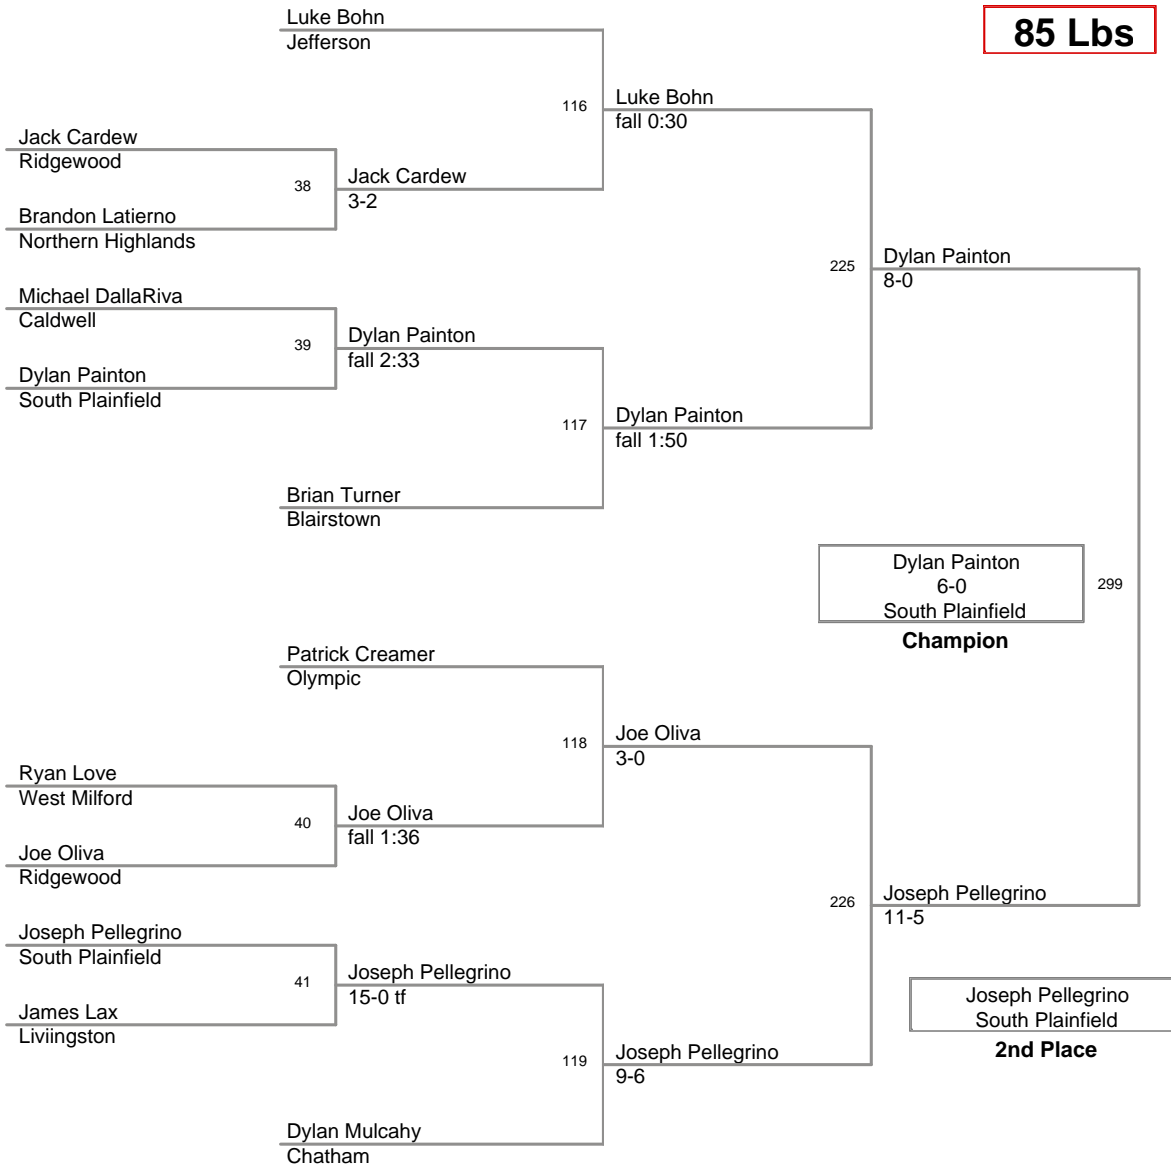 Luke Bohn
Jefferson
85 Lbs
116
Luke Bohn
fall 0:30
Jack Cardew
Ridgewood
38
Jack Cardew
3-2
Brandon Latierno
Northern Highlands
225
Dylan Painton
8-0
Michael DallaRiva
Caldwell
39
Dylan Painton
fall 2:33
Dylan Painton
South Plainfield
117
Dylan Painton
fall 1:50
Brian Turner
Blairstown
Dylan Painton
6-0
South Plainfield
299
Champion
Patrick Creamer
Olympic
118
Joe Oliva
3-0
Ryan Love
West Milford
40
Joe Oliva
fall 1:36
Joe Oliva
Ridgewood
226
Joseph Pellegrino
11-5
Joseph Pellegrino
South Plainfield
41
Joseph Pellegrino
15-0 tf
James Lax
Liviingston
Joseph Pellegrino
South Plainfield
2nd Place
119
Joseph Pellegrino
9-6
Dylan Mulcahy
Chatham